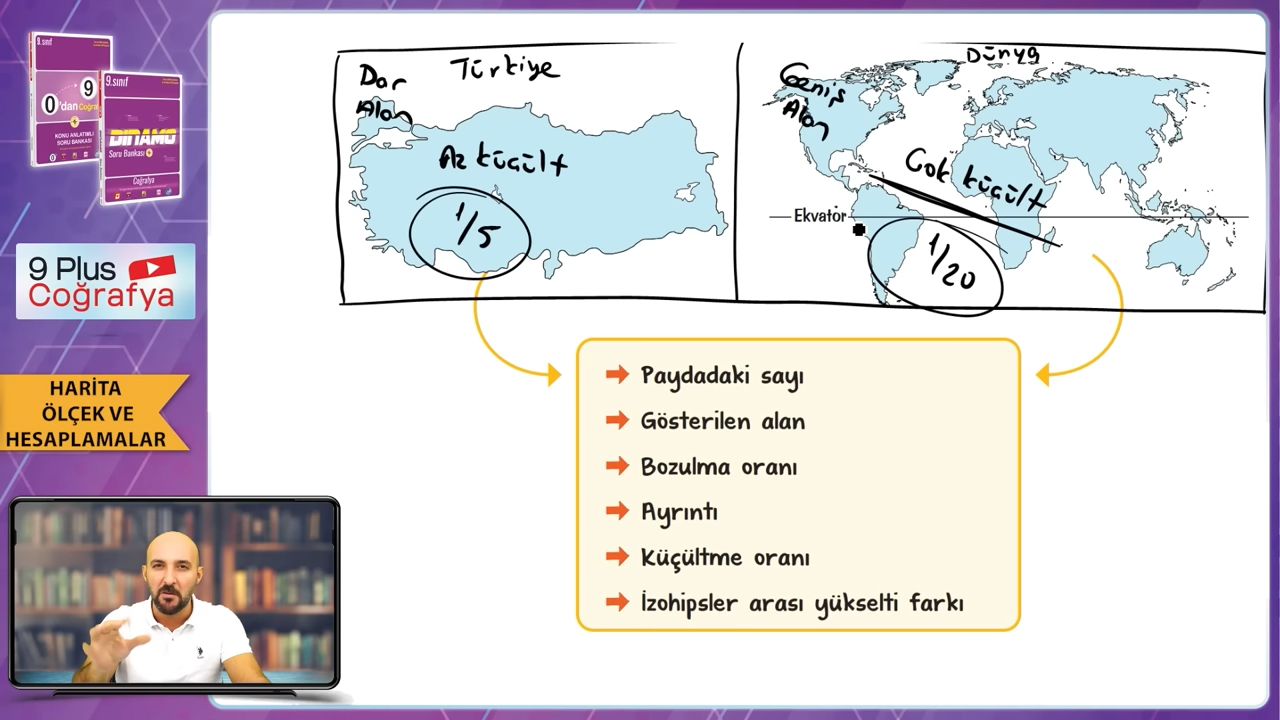 9.sınıf
0'dan 9
Coğrafya
KONU ANLATIMLI
SORU BANKASI
9.sınıf
DİNAMO
Soru Bankası
Coğrafya
9 Plus
Coğrafya
HARİTA
ÖLÇEK VE
HESAPLAMALAR
Dar
Alan
Türkiye
Az küçült
1/5
Geniş
Alan
Dünya
Çok küçült
Ekvator
1/20
Paydadaki sayı
Gösterilen alan
Bozulma oranı
Ayrıntı
Küçültme oranı
İzohipsler arası yükselti farkı